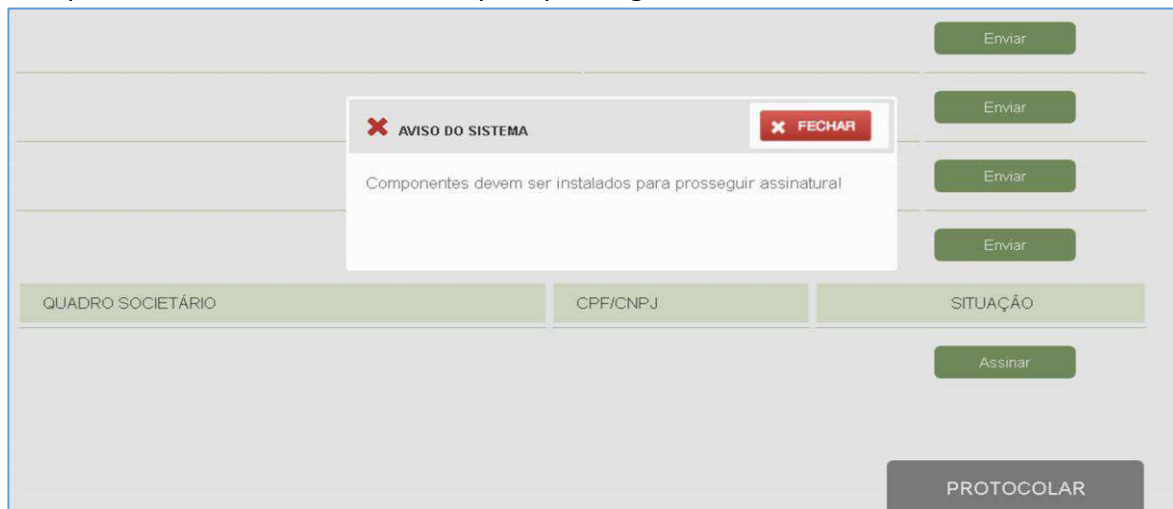 Enviar
AVISO DO SISTEMA
FECHAR
Enviar
Componentes devem ser instalados para prosseguir assinatura!
Enviar
Enviar
QUADRO SOCIETÁRIO CPF/CNPJ SITUAÇÃO
Assinar
PROTOCOLAR